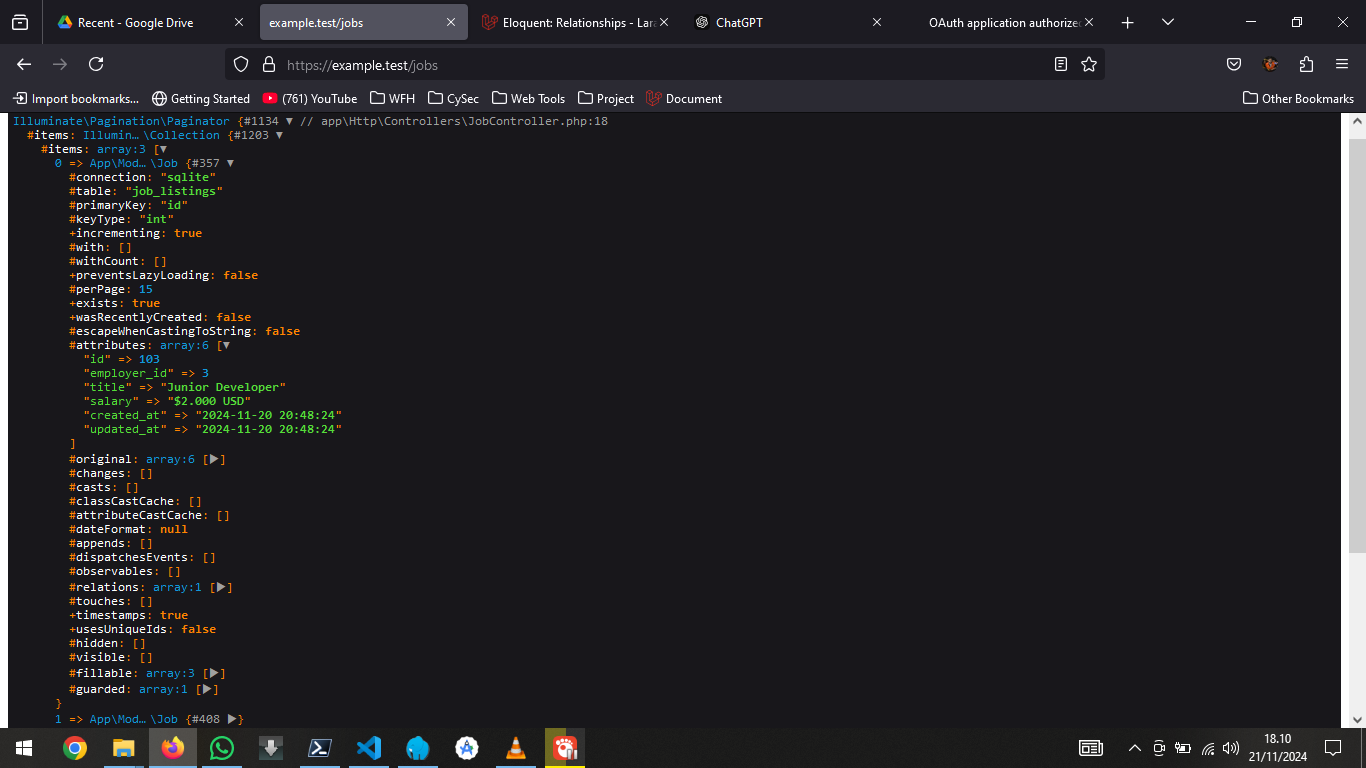 Recent - Google Drive
example.test/jobs
Eloquent: Relationships - Lara
ChatGPT
OAuth application authorized
https://example.test/jobs
Import bookmarks...
Getting Started
(761) YouTube
WFH
CySec
Web Tools
Project
Document
Other Bookmarks
Illuminate\Pagination\Paginator {#1134 ▼ // app\Http\Controllers\JobController.php:18
#items: Illumin…\Collection {#1203 ▼
#items: array:3 [▼
0 => App\Mod…\Job {#357 ▼
#connection: "sqlite"
#table: "job_listings"
#primaryKey: "id"
#keyType: "int"
+incrementing: true
#with: []
#withCount: []
+preventsLazyLoading: false
#perPage: 15
+exists: true
+wasRecentlyCreated: false
#escapeWhenCastingToString: false
#attributes: array:6 [▼
"id" => 103
"employer_id" => 3
"title" => "Junior Developer"
"salary" => "$2.000 USD"
"created_at" => "2024-11-20 20:48:24"
"updated_at" => "2024-11-20 20:48:24"
]
#original: array:6 [▶]
#changes: []
#casts: []
#classCastCache: []
#attributeCastCache: []
#dateFormat: null
#appends: []
#dispatchesEvents: []
#observables: []
#relations: array:1 [▶]
#touches: []
+timestamps: true
+usesUniqueIds: false
#hidden: []
#visible: []
#fillable: array:3 [▶]
#guarded: array:1 [▶]
}
1 => App\Mod…\Job {#408 ▶}
18.10
21/11/2024